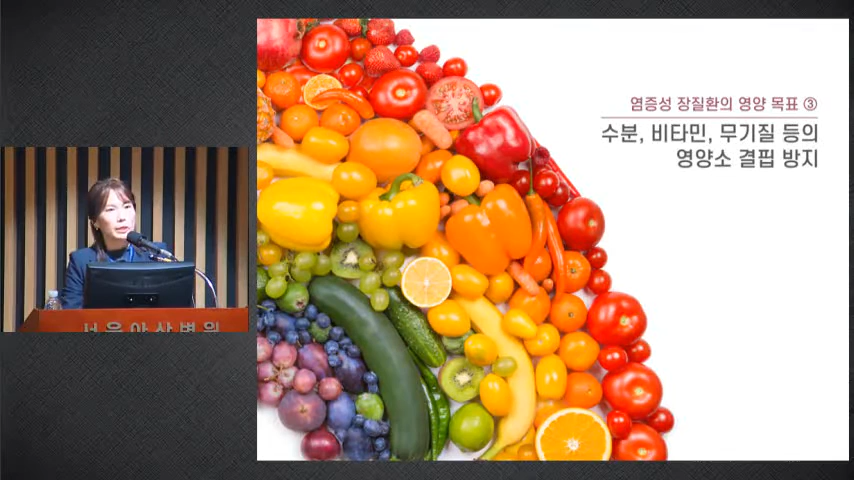 염증성 장질환의 영양 목표 ③
수분, 비타민, 무기질 등의
영양소 결핍 방지
서울아산병원